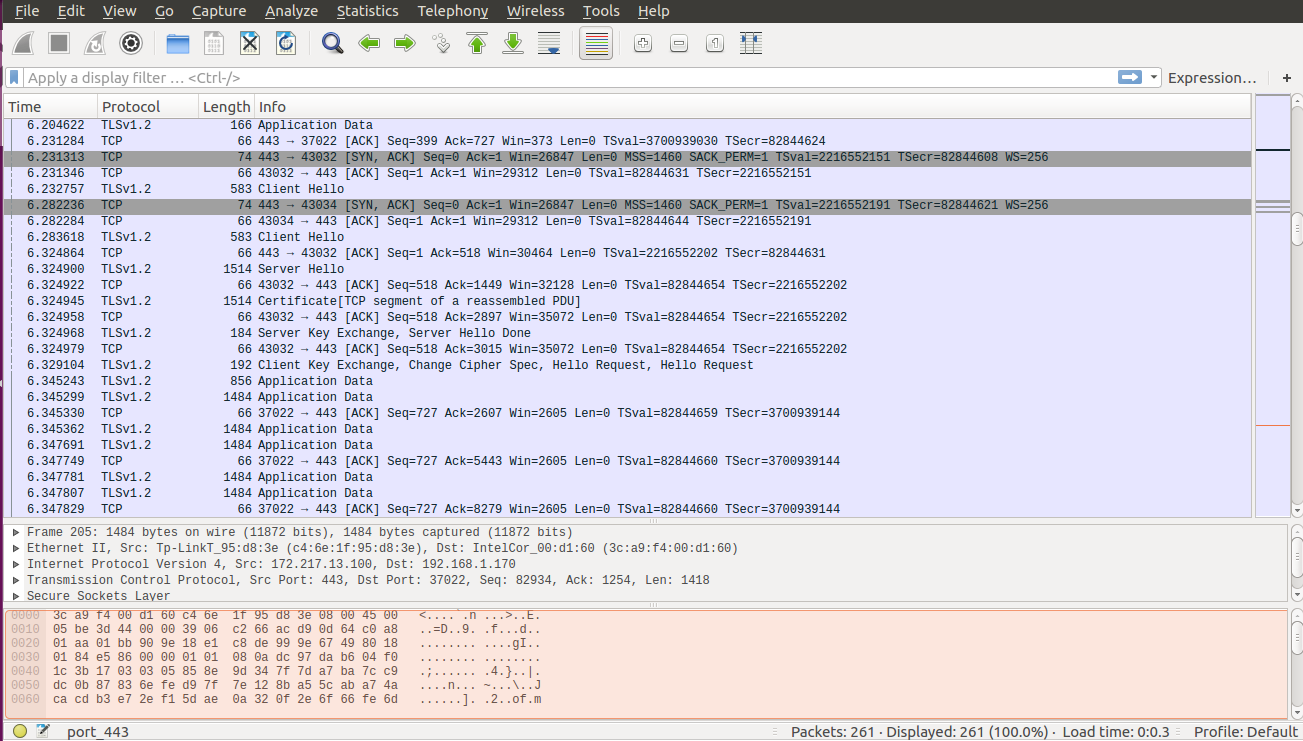 File Edit View Go Capture Analyze Statistics Telephony Wireless Tools Help
Apply a display filter … <Ctrl-/> Expression… +
Time Protocol Length Info
6.204622 TLSv1.2 166 Application Data
6.231284 TCP 66 443 → 37022 [ACK] Seq=399 Ack=727 Win=373 Len=0 TSval=3700939030 TSecr=82844624
6.231313 TCP 74 443 → 43032 [SYN, ACK] Seq=0 Ack=1 Win=26847 Len=0 MSS=1460 SACK_PERM=1 TSval=2216552151 TSecr=82844608 WS=256
6.231346 TCP 66 43032 → 443 [ACK] Seq=1 Ack=1 Win=29312 Len=0 TSval=82844631 TSecr=2216552151
6.232757 TLSv1.2 583 Client Hello
6.282236 TCP 74 443 → 43034 [SYN, ACK] Seq=0 Ack=1 Win=26847 Len=0 MSS=1460 SACK_PERM=1 TSval=2216552191 TSecr=82844621 WS=256
6.282284 TCP 66 43034 → 443 [ACK] Seq=1 Ack=1 Win=29312 Len=0 TSval=82844644 TSecr=2216552191
6.283618 TLSv1.2 583 Client Hello
6.324864 TCP 66 443 → 43032 [ACK] Seq=1 Ack=518 Win=30464 Len=0 TSval=2216552202 TSecr=82844631
6.324900 TLSv1.2 1514 Server Hello
6.324922 TCP 66 43032 → 443 [ACK] Seq=518 Ack=1449 Win=32128 Len=0 TSval=82844654 TSecr=2216552202
6.324945 TLSv1.2 1514 Certificate[TCP segment of a reassembled PDU]
6.324958 TCP 66 43032 → 443 [ACK] Seq=518 Ack=2897 Win=35072 Len=0 TSval=82844654 TSecr=2216552202
6.324968 TLSv1.2 184 Server Key Exchange, Server Hello Done
6.324979 TCP 66 43032 → 443 [ACK] Seq=518 Ack=3015 Win=35072 Len=0 TSval=82844654 TSecr=2216552202
6.329104 TLSv1.2 192 Client Key Exchange, Change Cipher Spec, Hello Request, Hello Request
6.345243 TLSv1.2 856 Application Data
6.345299 TLSv1.2 1484 Application Data
6.345330 TCP 66 37022 → 443 [ACK] Seq=727 Ack=2607 Win=2605 Len=0 TSval=82844659 TSecr=3700939144
6.345362 TLSv1.2 1484 Application Data
6.347691 TLSv1.2 1484 Application Data
6.347749 TCP 66 37022 → 443 [ACK] Seq=727 Ack=5443 Win=2605 Len=0 TSval=82844660 TSecr=3700939144
6.347781 TLSv1.2 1484 Application Data
6.347807 TLSv1.2 1484 Application Data
6.347829 TCP 66 37022 → 443 [ACK] Seq=727 Ack=8279 Win=2605 Len=0 TSval=82844660 TSecr=3700939144
Frame 205: 1484 bytes on wire (11872 bits), 1484 bytes captured (11872 bits)
Ethernet II, Src: Tp-LinkT_95:d8:3e (c4:6e:1f:95:d8:3e), Dst: IntelCor_00:d1:60 (3c:a9:f4:00:d1:60)
Internet Protocol Version 4, Src: 172.217.13.100, Dst: 192.168.1.170
Transmission Control Protocol, Src Port: 443, Dst Port: 37022, Seq: 82934, Ack: 1254, Len: 1418
Secure Sockets Layer
0000 3c a9 f4 00 d1 60 c4 6e 1f 95 d8 3e 08 00 45 00 <....`.n ...>..E.
0010 05 be 3d 44 00 00 39 06 c2 66 ac d9 0d 64 c0 a8 ..=D..9. .f...d..
0020 01 aa 01 bb 90 9e 18 e1 c8 de 99 9e 67 49 80 18 ........ ....gI..
0030 01 84 e5 86 00 00 01 01 08 0a dc 97 da b6 04 f0 ........ ........
0040 1c 3b 17 03 03 05 85 8e 9d 34 7f 7d a7 ba 7c c9 .;...... .4.}..|.
0050 dc 0b 87 83 6e fe d9 7f 7e 12 8b a5 5c ab a7 4a ....n... ~...\..J
0060 ca cd b3 e7 2e f1 5d ae 0a 32 0f 2e 6f 66 fe 6d ......]. .2..of.m
port_443 Packets: 261 · Displayed: 261 (100.0%) · Load time: 0:0.3 Profile: Default